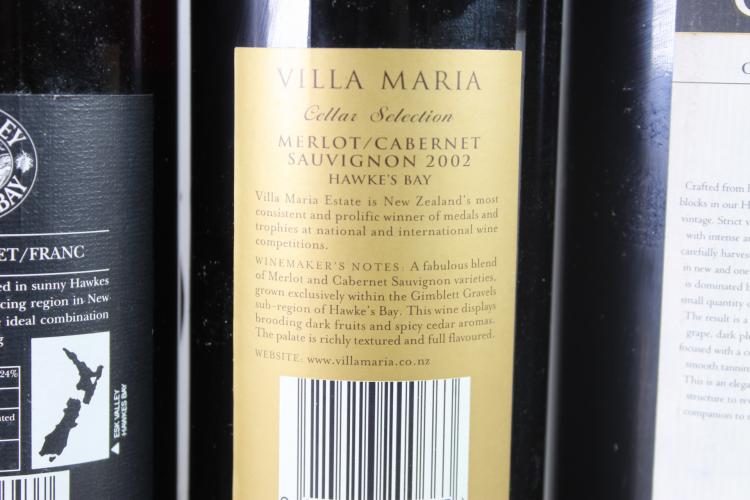 LEY
BAY
ET/FRANC
ed in sunny Hawkes
cing region in New
ideal combination
24%
ESK VALLEY
HAWKES BAY
VILLA MARIA
Cellar Selection
MERLOT/CABERNET
SAUVIGNON 2002
HAWKE'S BAY
Villa Maria Estate is New Zealand's most
consistent and prolific winner of medals and
trophies at national and international wine
competitions.
WINEMAKER'S NOTES: A fabulous blend
of Merlot and Cabernet Sauvignon varieties,
grown exclusively within the Gimblett Gravels
sub-region of Hawke's Bay. This wine displays
brooding dark fruits and spicy cedar aromas.
The palate is richly textured and full flavoured.
WEBSITE: www.villamaria.co.nz
Crafted from
blocks in our H
vintage. Strict v
with intense a
carefully harves
in new and one
is dominated b
small quantity
The result is a
grape, dark plu
focused with a c
smooth tannin
This is an elega
structure to rev
companion to